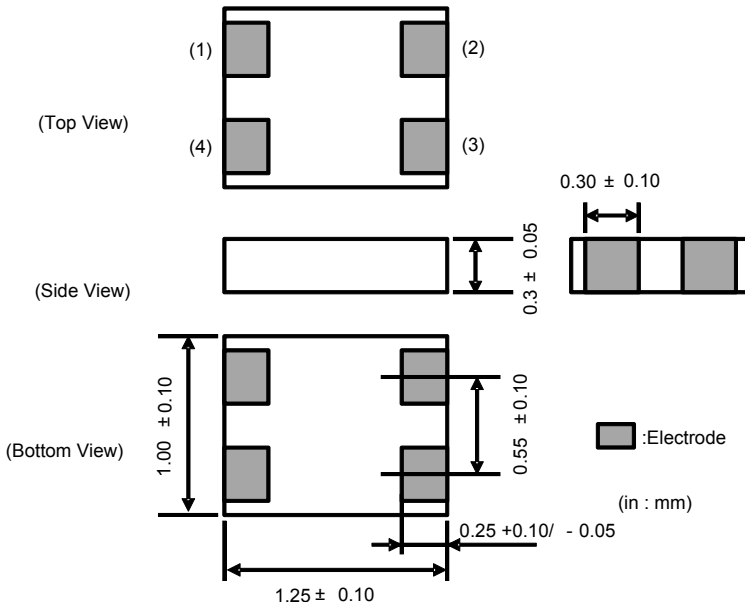 (1)
(2)
(Top View)
(4)
(3)
0.30 ± 0.10
0.3 ± 0.05
(Side View)
1.00 ± 0.10
0.55 ± 0.10
:Electrode
(Bottom View)
(in : mm)
0.25 +0.10/ - 0.05
1.25 ± 0.10